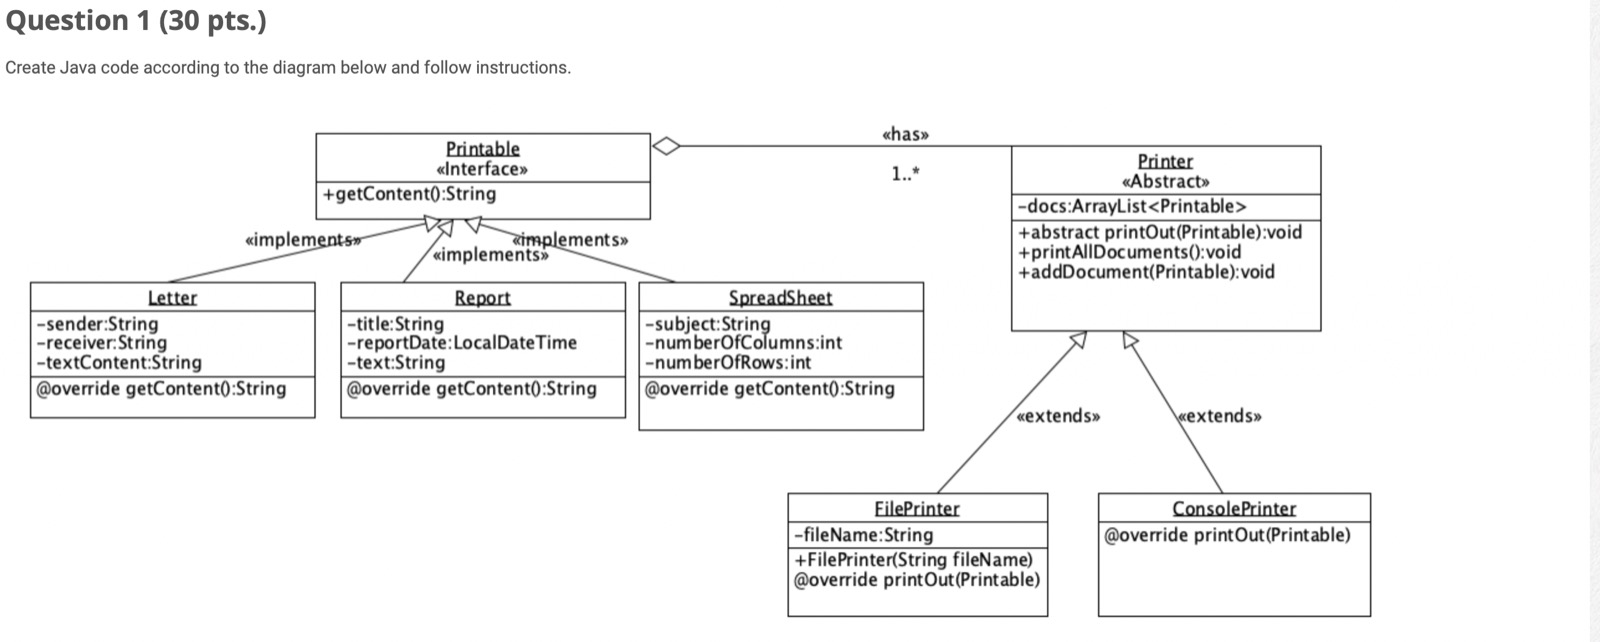 Question 1 (30 pts.)
Create Java code according to the diagram below and follow instructions.
Printable
«Interface»
+getContent():String
«has»
1..*
Printer
«Abstract»
-docs:ArrayList<Printable>
+abstract printOut(Printable):void
+printAllDocuments():void
+addDocument(Printable):void
«implements»
«implements»
«implements»
Letter
-sender:String
-receiver:String
-textContent:String
@override getContent():String
Report
-title:String
-reportDate:LocalDateTime
-text:String
@override getContent():String
SpreadSheet
-subject:String
-numberOfColumns:int
-numberOfRows:int
@override getContent():String
«extends»
«extends»
FilePrinter
-fileName:String
+FilePrinter(String fileName)
@override printOut(Printable)
ConsolePrinter
@override printOut(Printable)